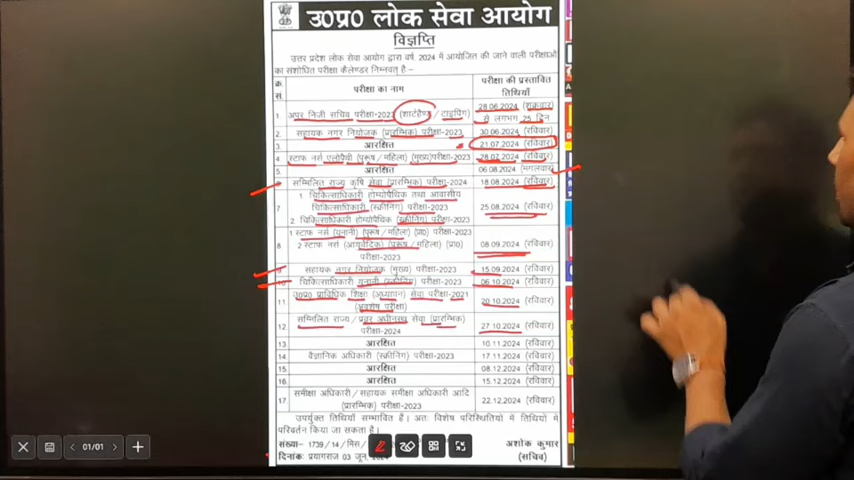 उ0प्र0 लोक सेवा आयोग
विज्ञप्ति
उत्तर प्रदेश लोक सेवा आयोग द्वारा वर्ष, 2024 में आयोजित की जाने वाली परीक्षाओं
का संशोधित परीक्षा कैलेण्डर निम्नवत् है:-
क्र. सं. परीक्षा का नाम परीक्षा की प्रस्तावित तिथियाँ
1. अपर निजी सचिव परीक्षा-2023 (शार्टहैण्ड / टाइपिंग) 28.06.2024 (शुक्रवार) से लगभग 25 दिन
2. सहायक नगर नियोजक (प्रारम्भिक) परीक्षा-2023 30.06.2024 (रविवार)
3. आरक्षित 21.07.2024 (रविवार)
4. स्टाफ नर्स एलोपैथी (पुरूष/महिला) (मुख्य)परीक्षा-2023 28.07.2024 (रविवार)
5. आरक्षित 06.08.2024 (मंगलवार)
सम्मिलित राज्य कृषि सेवा (प्रारम्भिक) परीक्षा-2024 18.08.2024 (रविवार)
7 1 चिकित्साधिकारी होम्योपैथिक तथा आवासीय
चिकित्साधिकारी (स्क्रीनिंग) परीक्षा-2023 25.08.2024 (रविवार)
2 चिकित्साधिकारी होम्योपैथिक (स्क्रीनिंग) परीक्षा-2023
8 1 स्टाफ नर्स (यूनानी) (पुरूष/महिला) (प्रा0) परीक्षा-2023
2 स्टाफ नर्स (आयुर्वेदिक) (पुरूष/महिला) (प्रा0) 08.09.2024 (रविवार)
परीक्षा-2023
9 सहायक नगर नियोजक (मुख्य) परीक्षा-2023 15.09.2024 (रविवार)
10 चिकित्साधिकारी यूनानी (स्क्रीनिंग) परीक्षा-2023 06.10.2024 (रविवार)
11 उ0प्र0 प्राविधिक शिक्षा (अध्यापन) सेवा परीक्षा-2021 20.10.2024 (रविवार)
(अवशेष परीक्षा)
12. सम्मिलित राज्य / प्रवर अधीनस्थ सेवा (प्रारम्भिक) 27.10.2024 (रविवार)
परीक्षा-2024
13 आरक्षित 10.11.2024 (रविवार)
14 वैज्ञानिक अधिकारी (स्क्रीनिंग) परीक्षा-2023 17.11.2024 (रविवार)
15. आरक्षित 08.12.2024 (रविवार)
16. आरक्षित 15.12.2024 (रविवार)
17. समीक्षा अधिकारी/सहायक समीक्षा अधिकारी आदि 22.12.2024 (रविवार)
(प्रारम्भिक) परीक्षा-2023
उपर्युक्त तिथियाँ सम्भावित हैं। अतः विशेष परिस्थितियों में तिथियों में
परिवर्तन किया जा सकता है।
संख्या- 1739/14/मिस/ अशोक कुमार
दिनांकः प्रयागराज 03 जून, (सचिव)
01/01